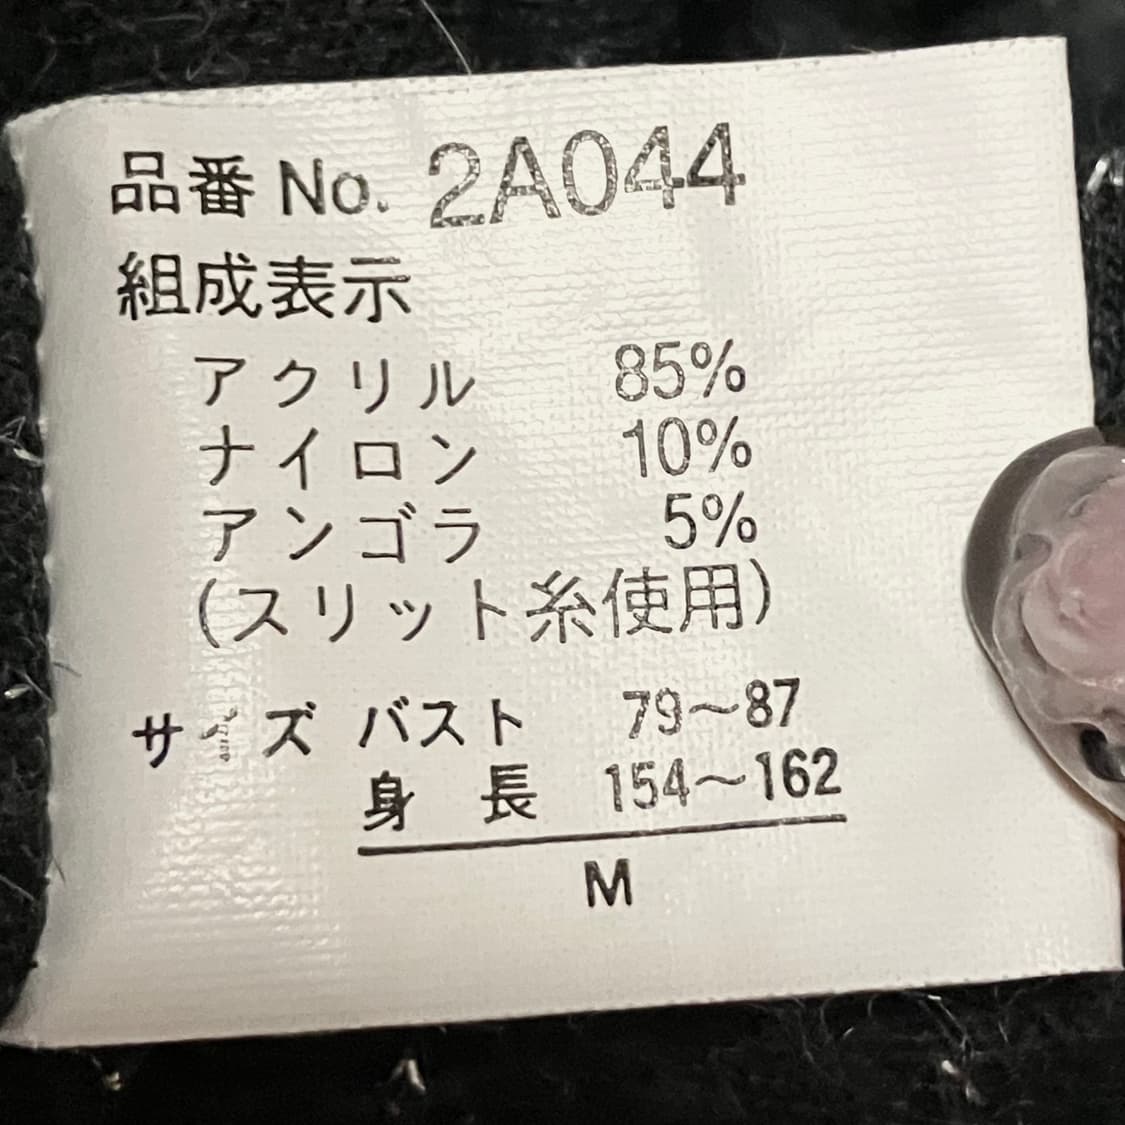 品番 No. 2A044
組成表示
アクリル 85%
ナイロン 10%
アンゴラ 5%
(スリット糸使用)
サイズ バスト 79〜87
身長 154〜162
M